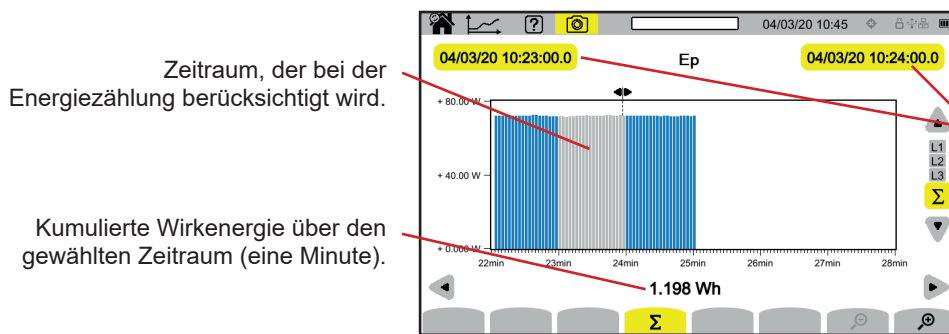 04/03/20 10:45
04/03/20 10:23:00.0
Ep
04/03/20 10:24:00.0
Zeitraum, der bei der
Energiezählung berücksichtigt wird.
+ 80.00 W
+ 40.00 W
+ 0.000 W
L1
L2
L3
Σ
Kumulierte Wirkenergie über den
gewählten Zeitraum (eine Minute).
22min 23min 24min 25min 26min 27min 28min
1.198 Wh
Σ